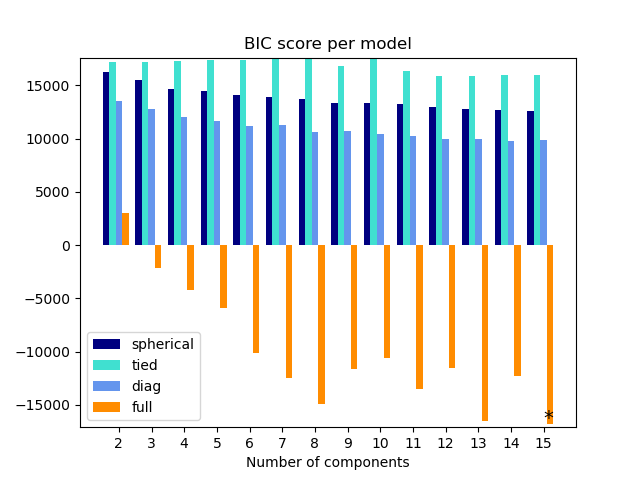 BIC score per model
15000
10000
5000
0
−5000
−10000
−15000
spherical
tied
diag
full
*
2 3 4 5 6 7 8 9 10 11 12 13 14 15
Number of components